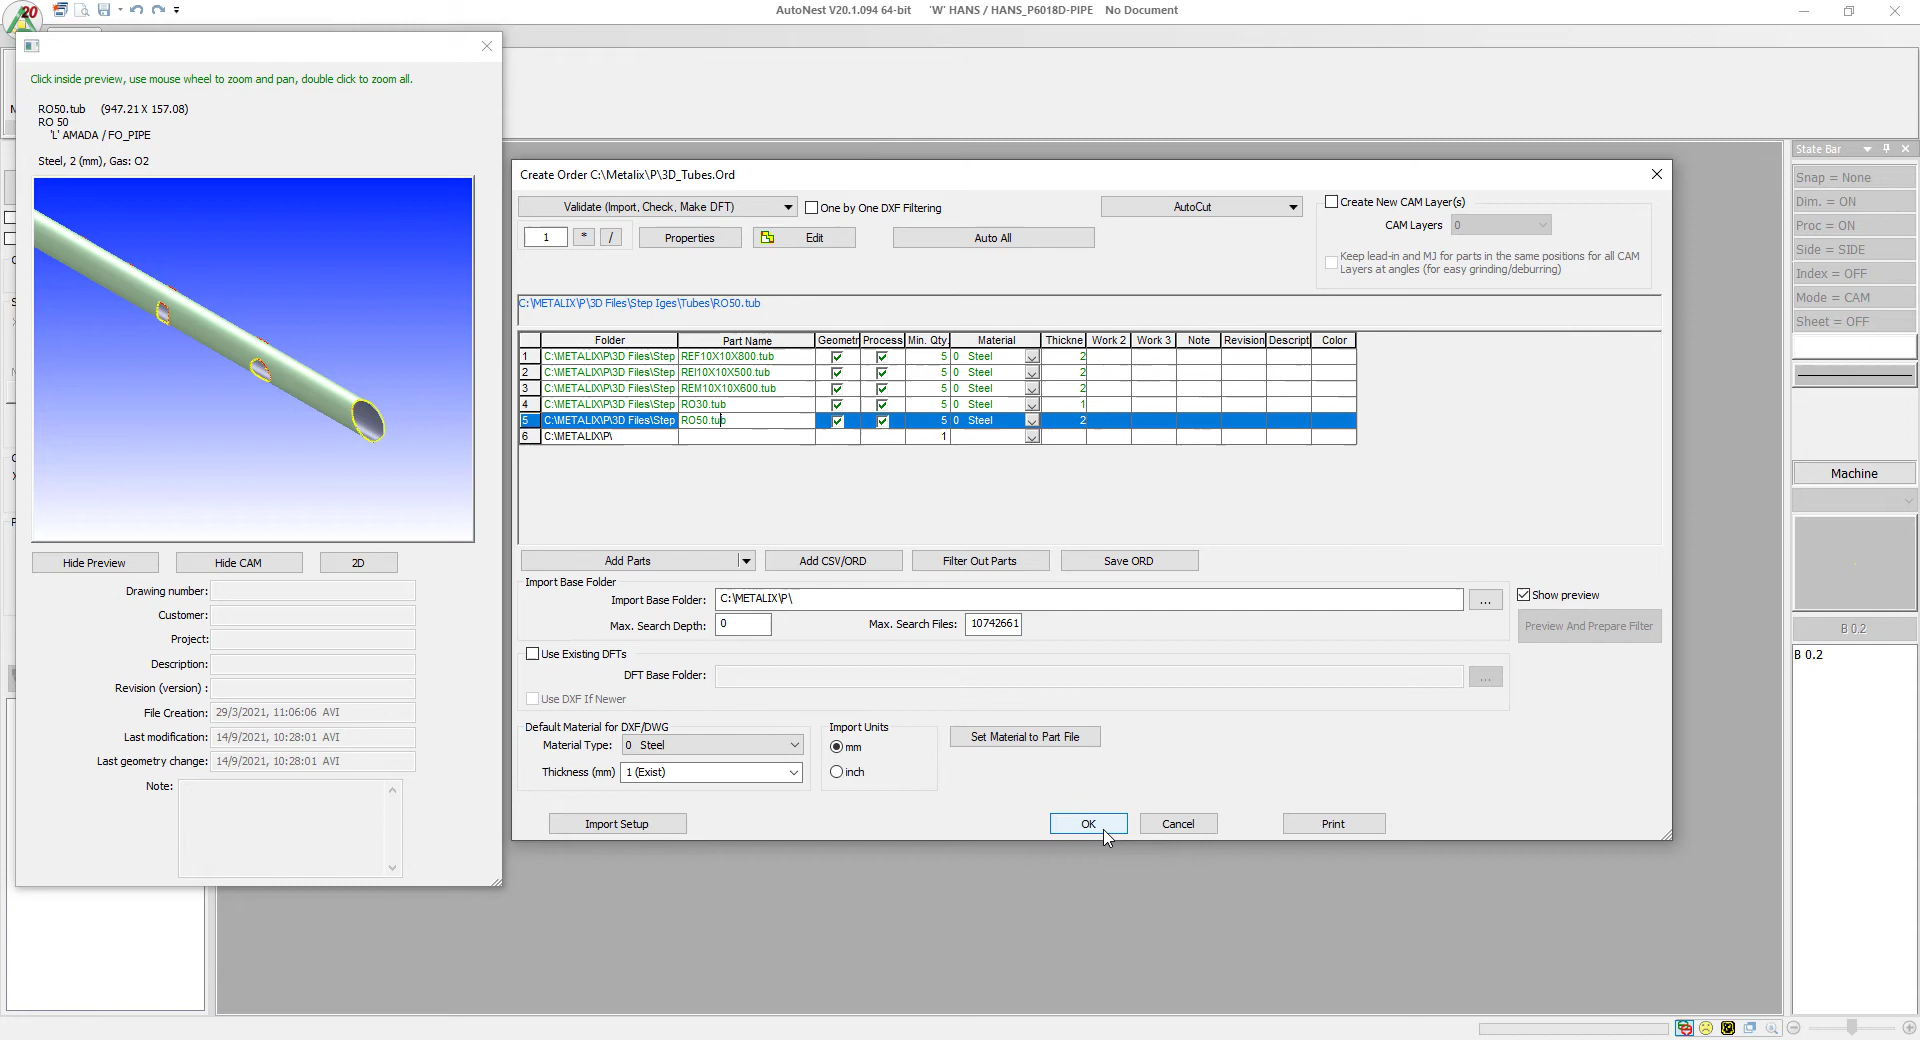 20
AutoNest V20.1.094 64-bit 'W' HANS / HANS_P6018D-PIPE No Document
M
Click inside preview, use mouse wheel to zoom and pan, double click to zoom all.
RO50.tub (947.21 X 157.08)
RO 50
'L' AMADA / FO_PIPE
Steel, 2 (mm), Gas: O2
Hide Preview
Hide CAM
2D
Drawing number:
Customer:
Project:
Description:
Revision (version) :
File Creation: 29/3/2021, 11:06:06 AVI
Last modification: 14/9/2021, 10:28:01 AVI
Last geometry change: 14/9/2021, 10:28:01 AVI
Note:
Create Order C:\Metalix\P\3D_Tubes.Ord
Validate (Import, Check, Make DFT)
One by One DXF Filtering
AutoCut
Create New CAM Layer(s)
CAM Layers 0
1 * /
Properties
Edit
Auto All
Keep lead-in and MJ for parts in the same positions for all CAM
Layers at angles (for easy grinding/deburring)
C:\METALIX\P\3D Files\Step Iges\Tubes\RO50.tub
Folder Part Name Geometr Process Min. Qty. Material Thickne Work 2 Work 3 Note Revision Descript Color
1 C:\METALIX\P\3D Files\Step REF10X10X800.tub 5 0 Steel 2
2 C:\METALIX\P\3D Files\Step REI10X10X500.tub 5 0 Steel 2
3 C:\METALIX\P\3D Files\Step REM10X10X600.tub 5 0 Steel 2
4 C:\METALIX\P\3D Files\Step RO30.tub 5 0 Steel 1
5 C:\METALIX\P\3D Files\Step RO50.tub 5 0 Steel 2
6 C:\METALIX\P\ 1
Add Parts
Add CSV/ORD
Filter Out Parts
Save ORD
Import Base Folder
Import Base Folder: C:\METALIX\P\ ...
Show preview
Max. Search Depth: 0
Max. Search Files: 10742661
Preview And Prepare Filter
Use Existing DFTs
DFT Base Folder: ...
Use DXF If Newer
Default Material for DXF/DWG
Material Type: 0 Steel
Thickness (mm) 1 (Exist)
Import Units
mm
inch
Set Material to Part File
Import Setup
OK
Cancel
Print
State Bar
Snap = None
Dim. = ON
Proc = ON
Side = SIDE
Index = OFF
Mode = CAM
Sheet = OFF
Machine
B 0.2
B 0.2